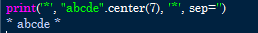 print('*', "abcde".center(7), '*', sep='')
* abcde *